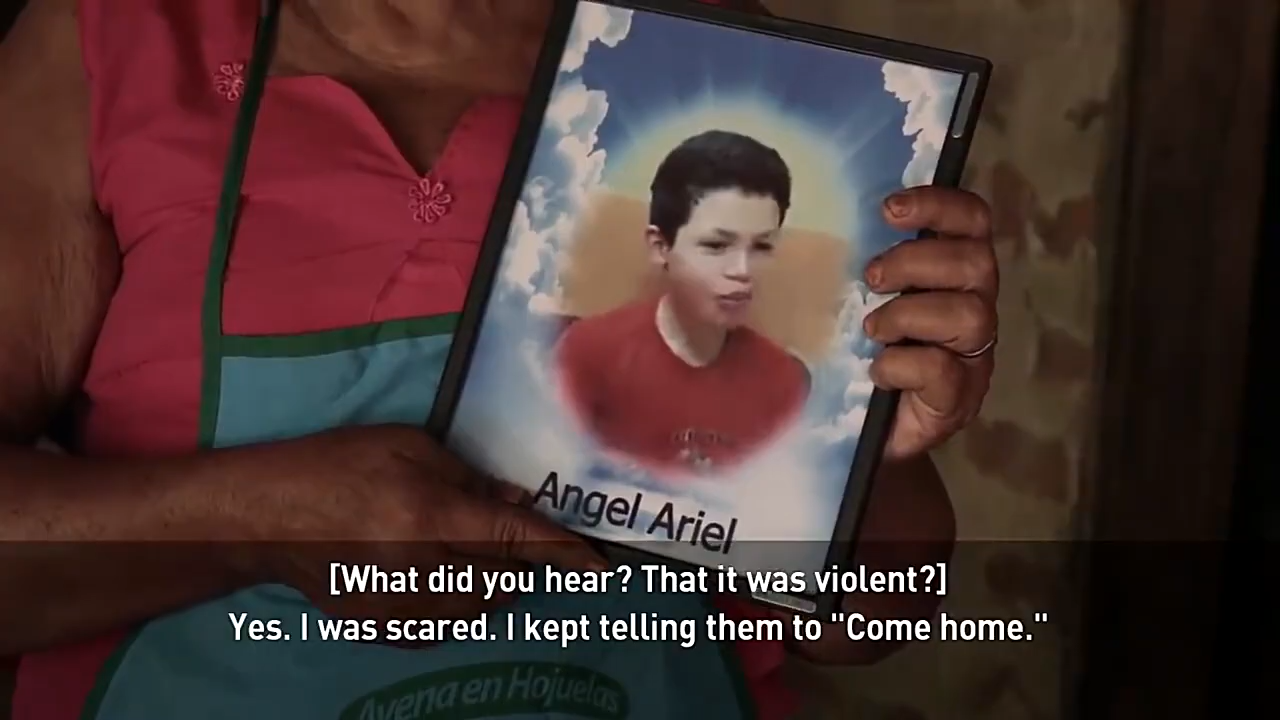 Angel Ariel
[What did you hear? That it was violent?]
Yes. I was scared. I kept telling them to "Come home."
Avena en Hojuelas